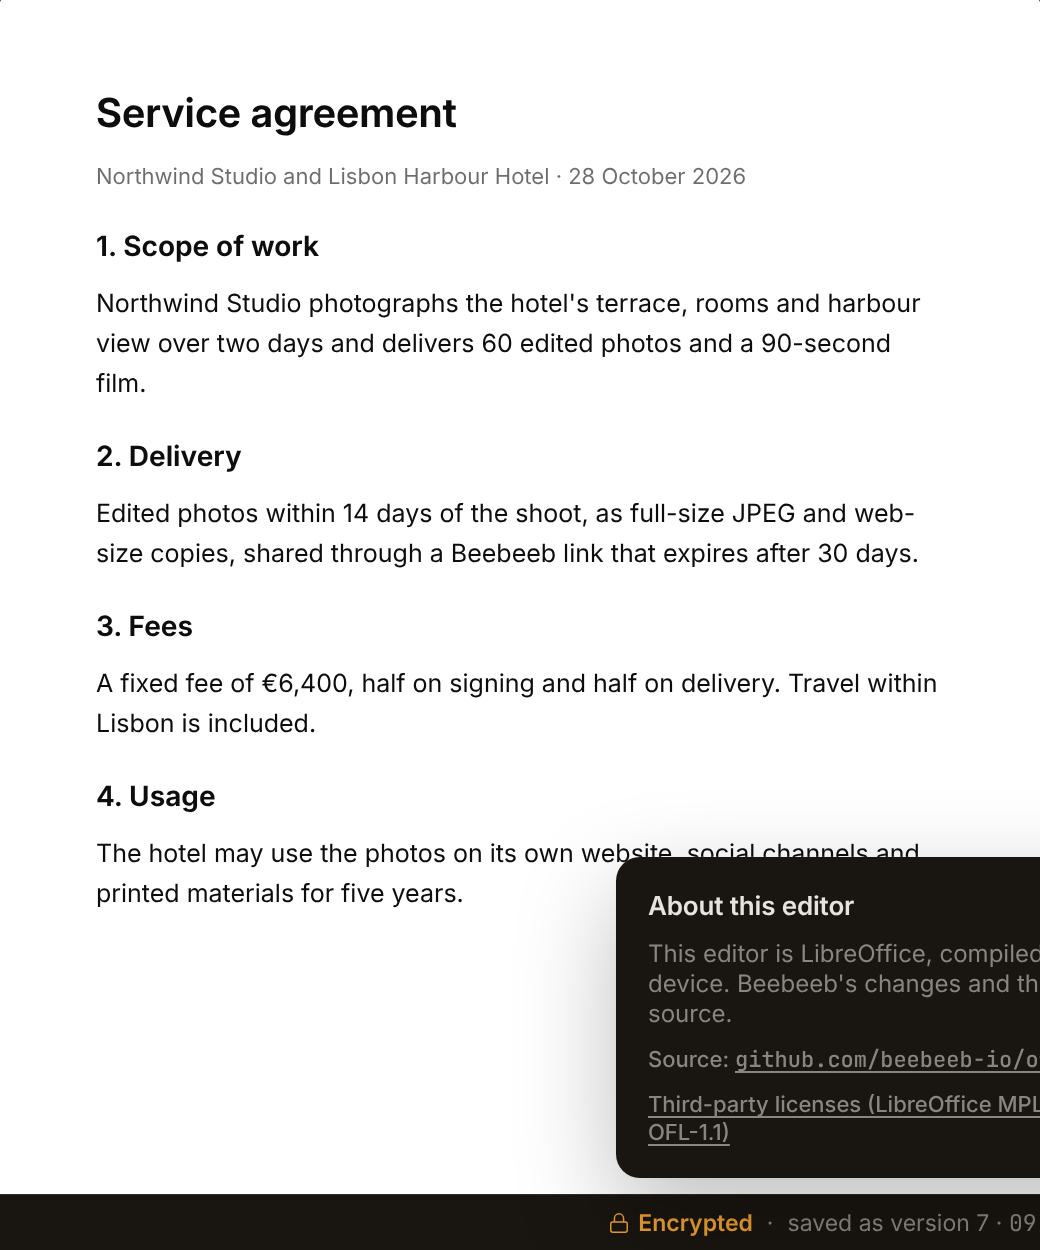 Service agreement
Northwind Studio and Lisbon Harbour Hotel · 28 October 2026
1. Scope of work
Northwind Studio photographs the hotel's terrace, rooms and harbour
view over two days and delivers 60 edited photos and a 90-second
film.
2. Delivery
Edited photos within 14 days of the shoot, as full-size JPEG and web-
size copies, shared through a Beebeeb link that expires after 30 days.
3. Fees
A fixed fee of €6,400, half on signing and half on delivery. Travel within
Lisbon is included.
4. Usage
The hotel may use the photos on its own website, social channels and
printed materials for five years.
About this editor
This editor is LibreOffice, compiled
device. Beebeeb's changes and
source.
Source: github.com/beebeeb-io/
Third-party licenses (LibreOffice MPL
OFL-1.1)
Encrypted · saved as version 7 · 09